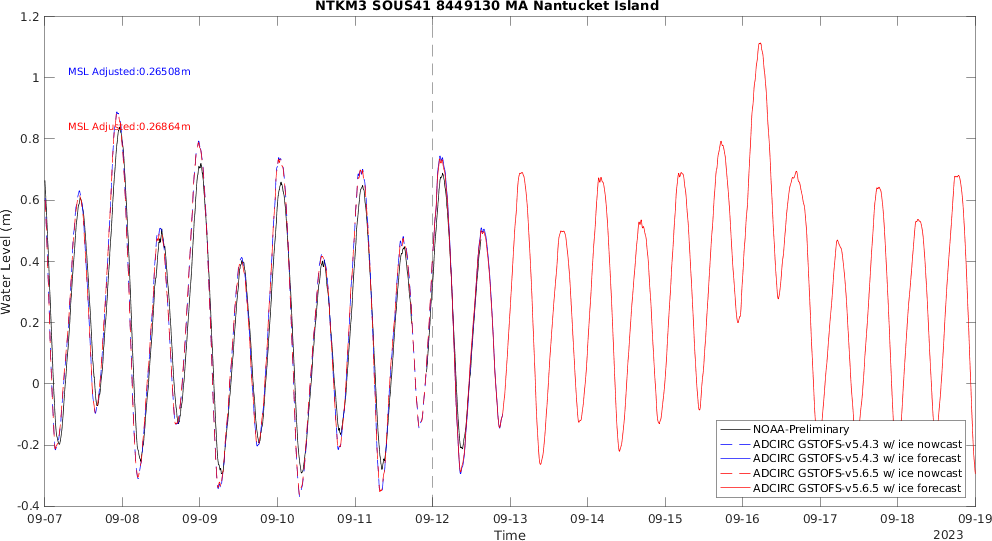 NTKM3 SOUS41 8449130 MA Nantucket Island
1.2
1
0.8
0.6
0.4
0.2
0
-0.2
-0.4
Water Level (m)
MSL Adjusted:0.26508m
MSL Adjusted:0.26864m
NOAA-Preliminary
ADCIRC GSTOFS-v5.4.3 w/ ice nowcast
ADCIRC GSTOFS-v5.4.3 w/ ice forecast
ADCIRC GSTOFS-v5.6.5 w/ ice nowcast
ADCIRC GSTOFS-v5.6.5 w/ ice forecast
09-07 09-08 09-09 09-10 09-11 09-12 09-13 09-14 09-15 09-16 09-17 09-18 09-19
Time
2023